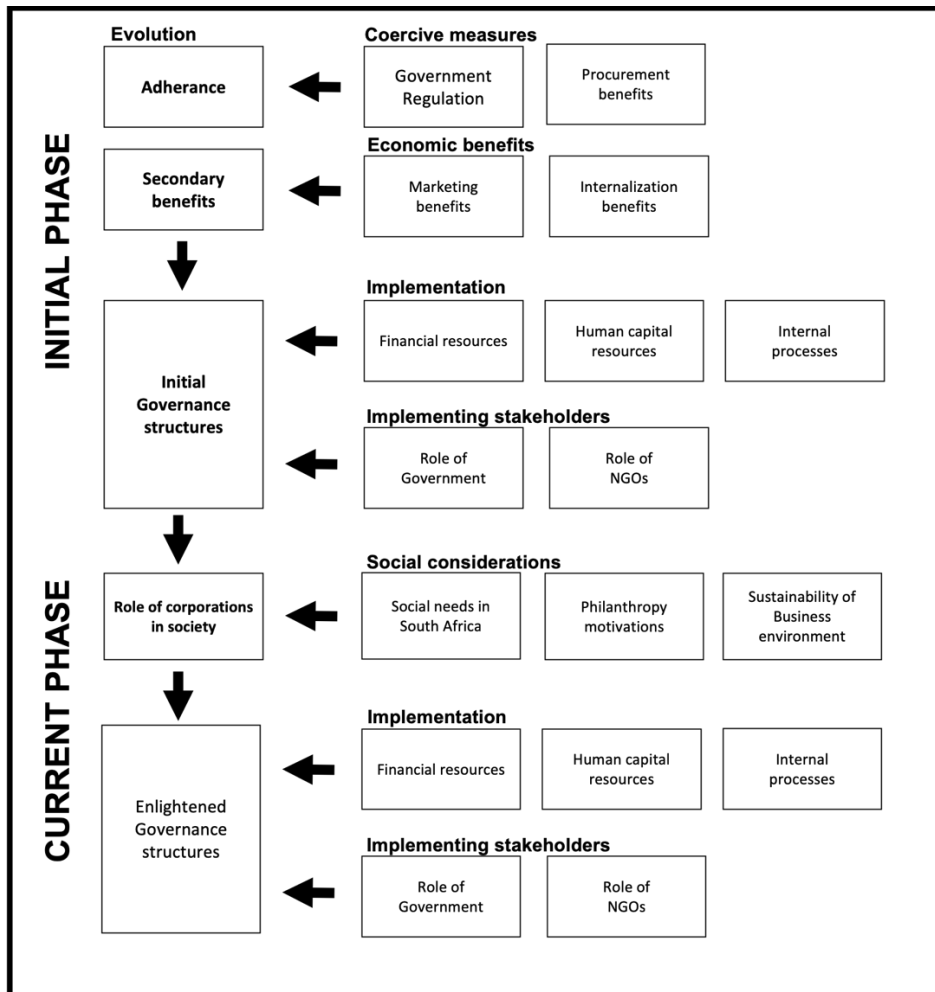 Evolution
Coercive measures
Adherance
Government
Regulation
Procurement
benefits
INITIAL PHASE
Economic benefits
Secondary
benefits
Marketing
benefits
Internalization
benefits
Implementation
Initial
Governance
structures
Financial resources
Human capital
resources
Internal
processes
Implementing stakeholders
Role of
Government
Role of
NGOs
CURRENT PHASE
Social considerations
Role of corporations
in society
Social needs in
South Africa
Philanthropy
motivations
Sustainability of
Business
environment
Implementation
Enlightened
Governance
structures
Financial resources
Human capital
resources
Internal
processes
Implementing stakeholders
Role of
Government
Role of
NGOs